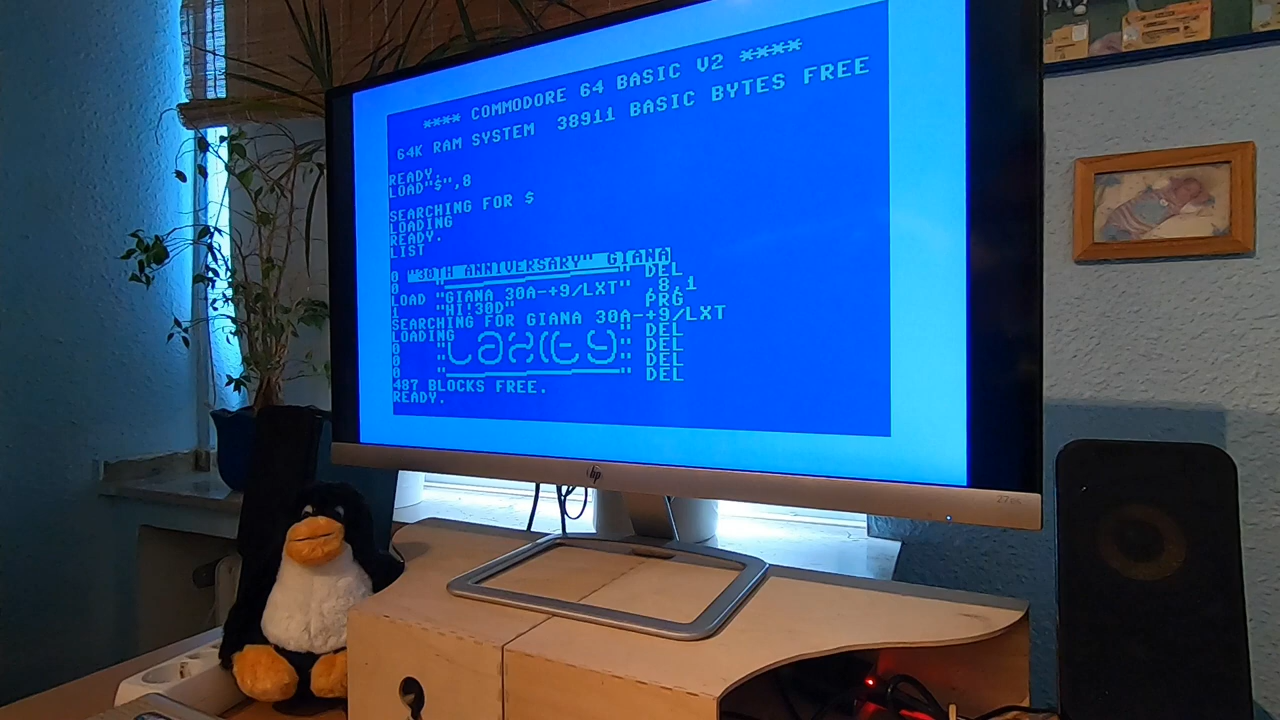 **** COMMODORE 64 BASIC V2 ****
64K RAM SYSTEM  38911 BASIC BYTES FREE
READY.
LOAD"$",8
SEARCHING FOR $
LOADING
READY.
LIST
0 "30TH ANNIVERSARY" GIANA
0 " " DEL
LOAD "GIANA 30A-+9/LXT" ,8,1
1 "HI!30D" PRG
SEARCHING FOR GIANA 30A-+9/LXT
LOADING " DEL
0 " " DEL
0 " " DEL
0 " " DEL
487 BLOCKS FREE.
READY.
hp